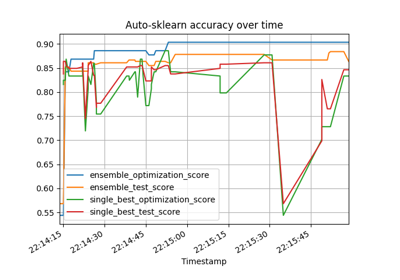 Auto-sklearn accuracy over time
0.90
0.85
0.80
0.75
0.70
0.65
0.60
0.55
ensemble_optimization_score
ensemble_test_score
single_best_optimization_score
single_best_test_score
22:14:15
22:14:30
22:14:45
22:15:00
22:15:15
22:15:30
22:15:45
Timestamp